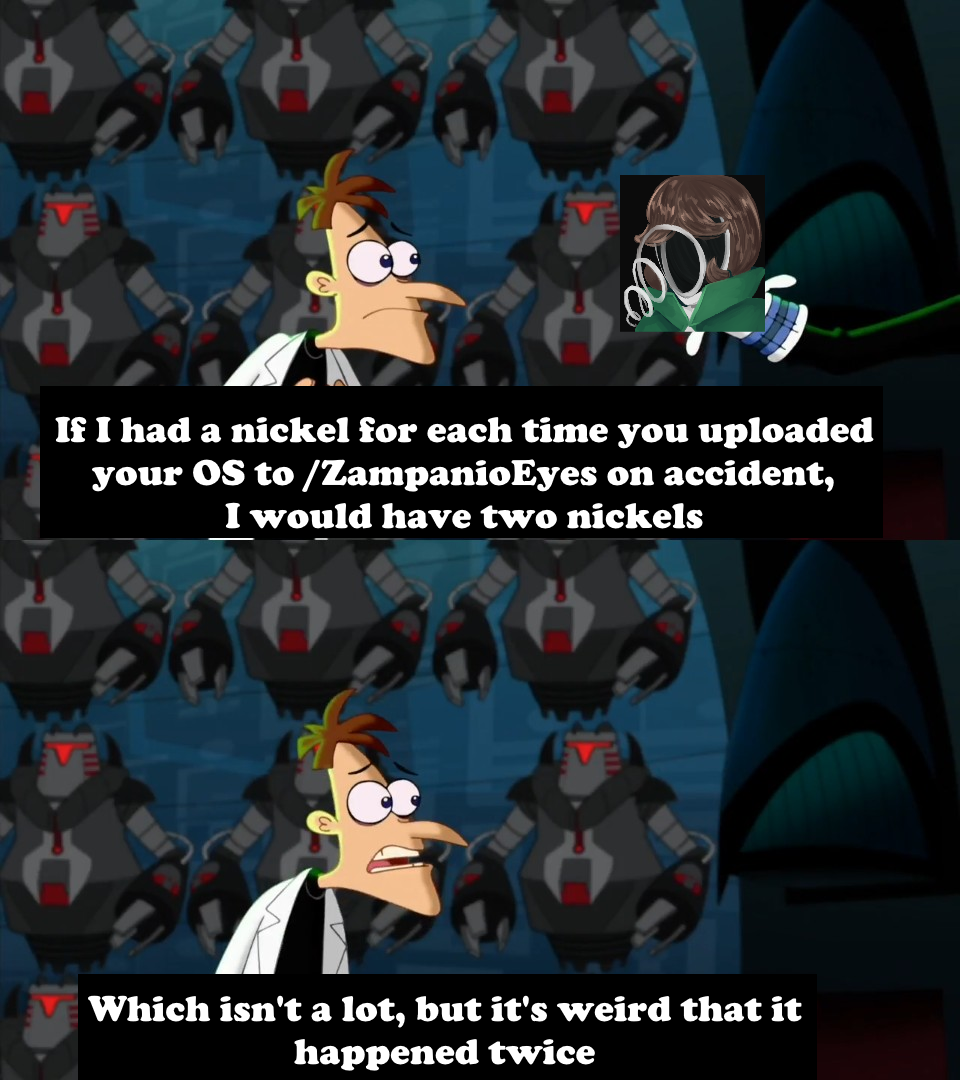 If I had a nickel for each time you uploaded
your OS to /ZampanioEyes on accident,
I would have two nickels
Which isn't a lot, but it's weird that it
happened twice